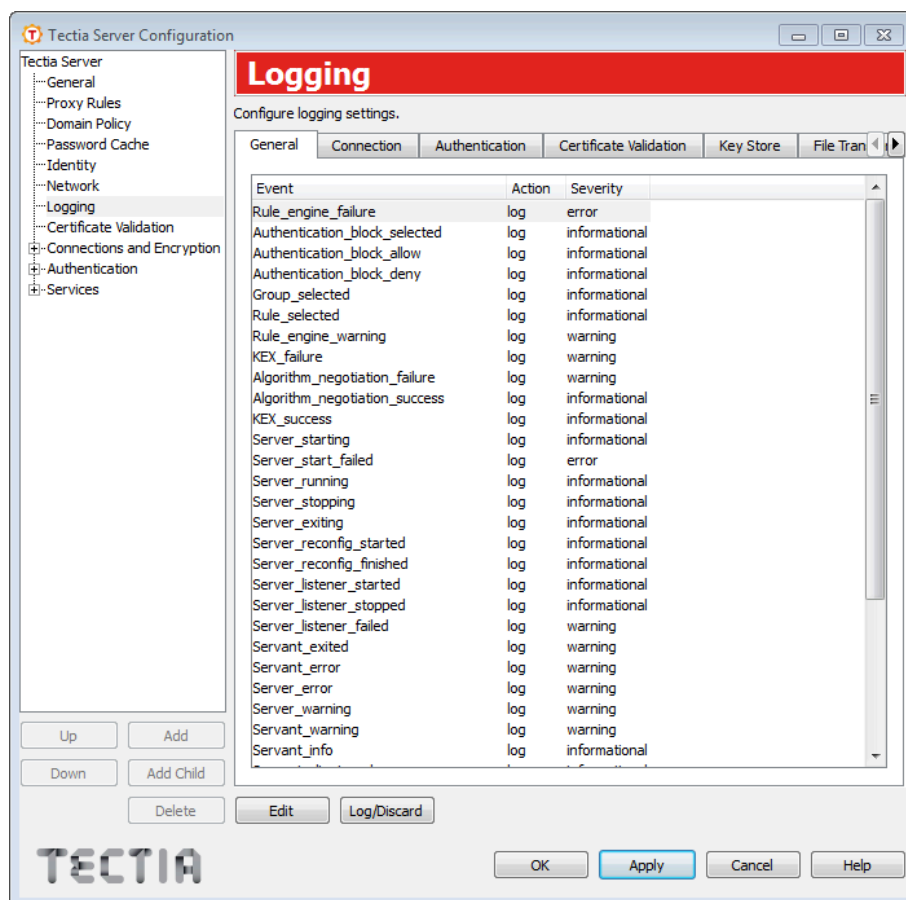 Tectia Server Configuration
Tectia Server
General
Proxy Rules
Domain Policy
Password Cache
Identity
Network
Logging
Certificate Validation
Connections and Encryption
Authentication
Services
Up Add
Down Add Child
Delete
Logging
Configure logging settings.
General Connection Authentication Certificate Validation Key Store File Tran
Event Action Severity
Rule_engine_failure log error
Authentication_block_selected log informational
Authentication_block_allow log informational
Authentication_block_deny log informational
Group_selected log informational
Rule_selected log informational
Rule_engine_warning log warning
KEX_failure log warning
Algorithm_negotiation_failure log warning
Algorithm_negotiation_success log informational
KEX_success log informational
Server_starting log informational
Server_start_failed log error
Server_running log informational
Server_stopping log informational
Server_exiting log informational
Server_reconfig_started log informational
Server_reconfig_finished log informational
Server_listener_started log informational
Server_listener_stopped log informational
Server_listener_failed log warning
Servant_exited log warning
Servant_error log warning
Server_error log warning
Server_warning log warning
Servant_warning log warning
Servant_info log informational
Edit Log/Discard
TECTIA
OK Apply Cancel Help